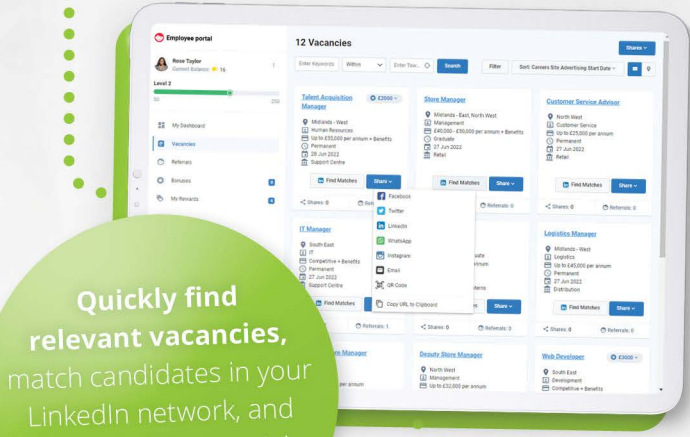 Employee portal
Rose Taylor
Current Balance: 16
Level 2
50
250
My Dashboard
Vacancies
Referrals
Bonuses
My Rewards
12 Vacancies
Shares
Enter Keywords
Within
Enter Tow...
Search
Filter
Sort: Careers Site Advertising Start Date
Talent Acquisition
Manager
£2000
Midlands - West
Human Resources
Up to £50,000 per annum + Benefits
Permanent
28 Jun 2022
Support Centre
Find Matches
Share
Shares: 0
Store Manager
Midlands - East, North West
Management
£40,000 - £50,000 per annum + Benefits
Graduate
27 Jun 2022
Retail
Find Matches
Share
Referrals: 0
Customer Service Advisor
North West
Customer Service
Up to £25,000 per annum
Permanent
27 Jun 2022
Retail
Find Matches
Share
Shares: 0
Referrals: 0
Facebook
Twitter
LinkedIn
WhatsApp
Instagram
Email
QR Code
Copy URL to Clipboard
IT Manager
South East
IT
Competitive + Benefits
Permanent
27 Jun 2022
Support Centre
Find Matches
Share
Referrals: 1
Share
Shares: 0
Referrals: 0
Logistics Manager
Midlands - West
Logistics
Up to £45,000 per annum
Permanent
27 Jun 2022
Distribution
Find Matches
Share
Shares: 0
Referrals: 0
Manager
per annum
Deputy Store Manager
North West
Management
Up to £32,000 per annum
Web Developer
£3000
South East
Development
Competitive + Benefits
Quickly find
relevant vacancies,
match candidates in your
LinkedIn network, and